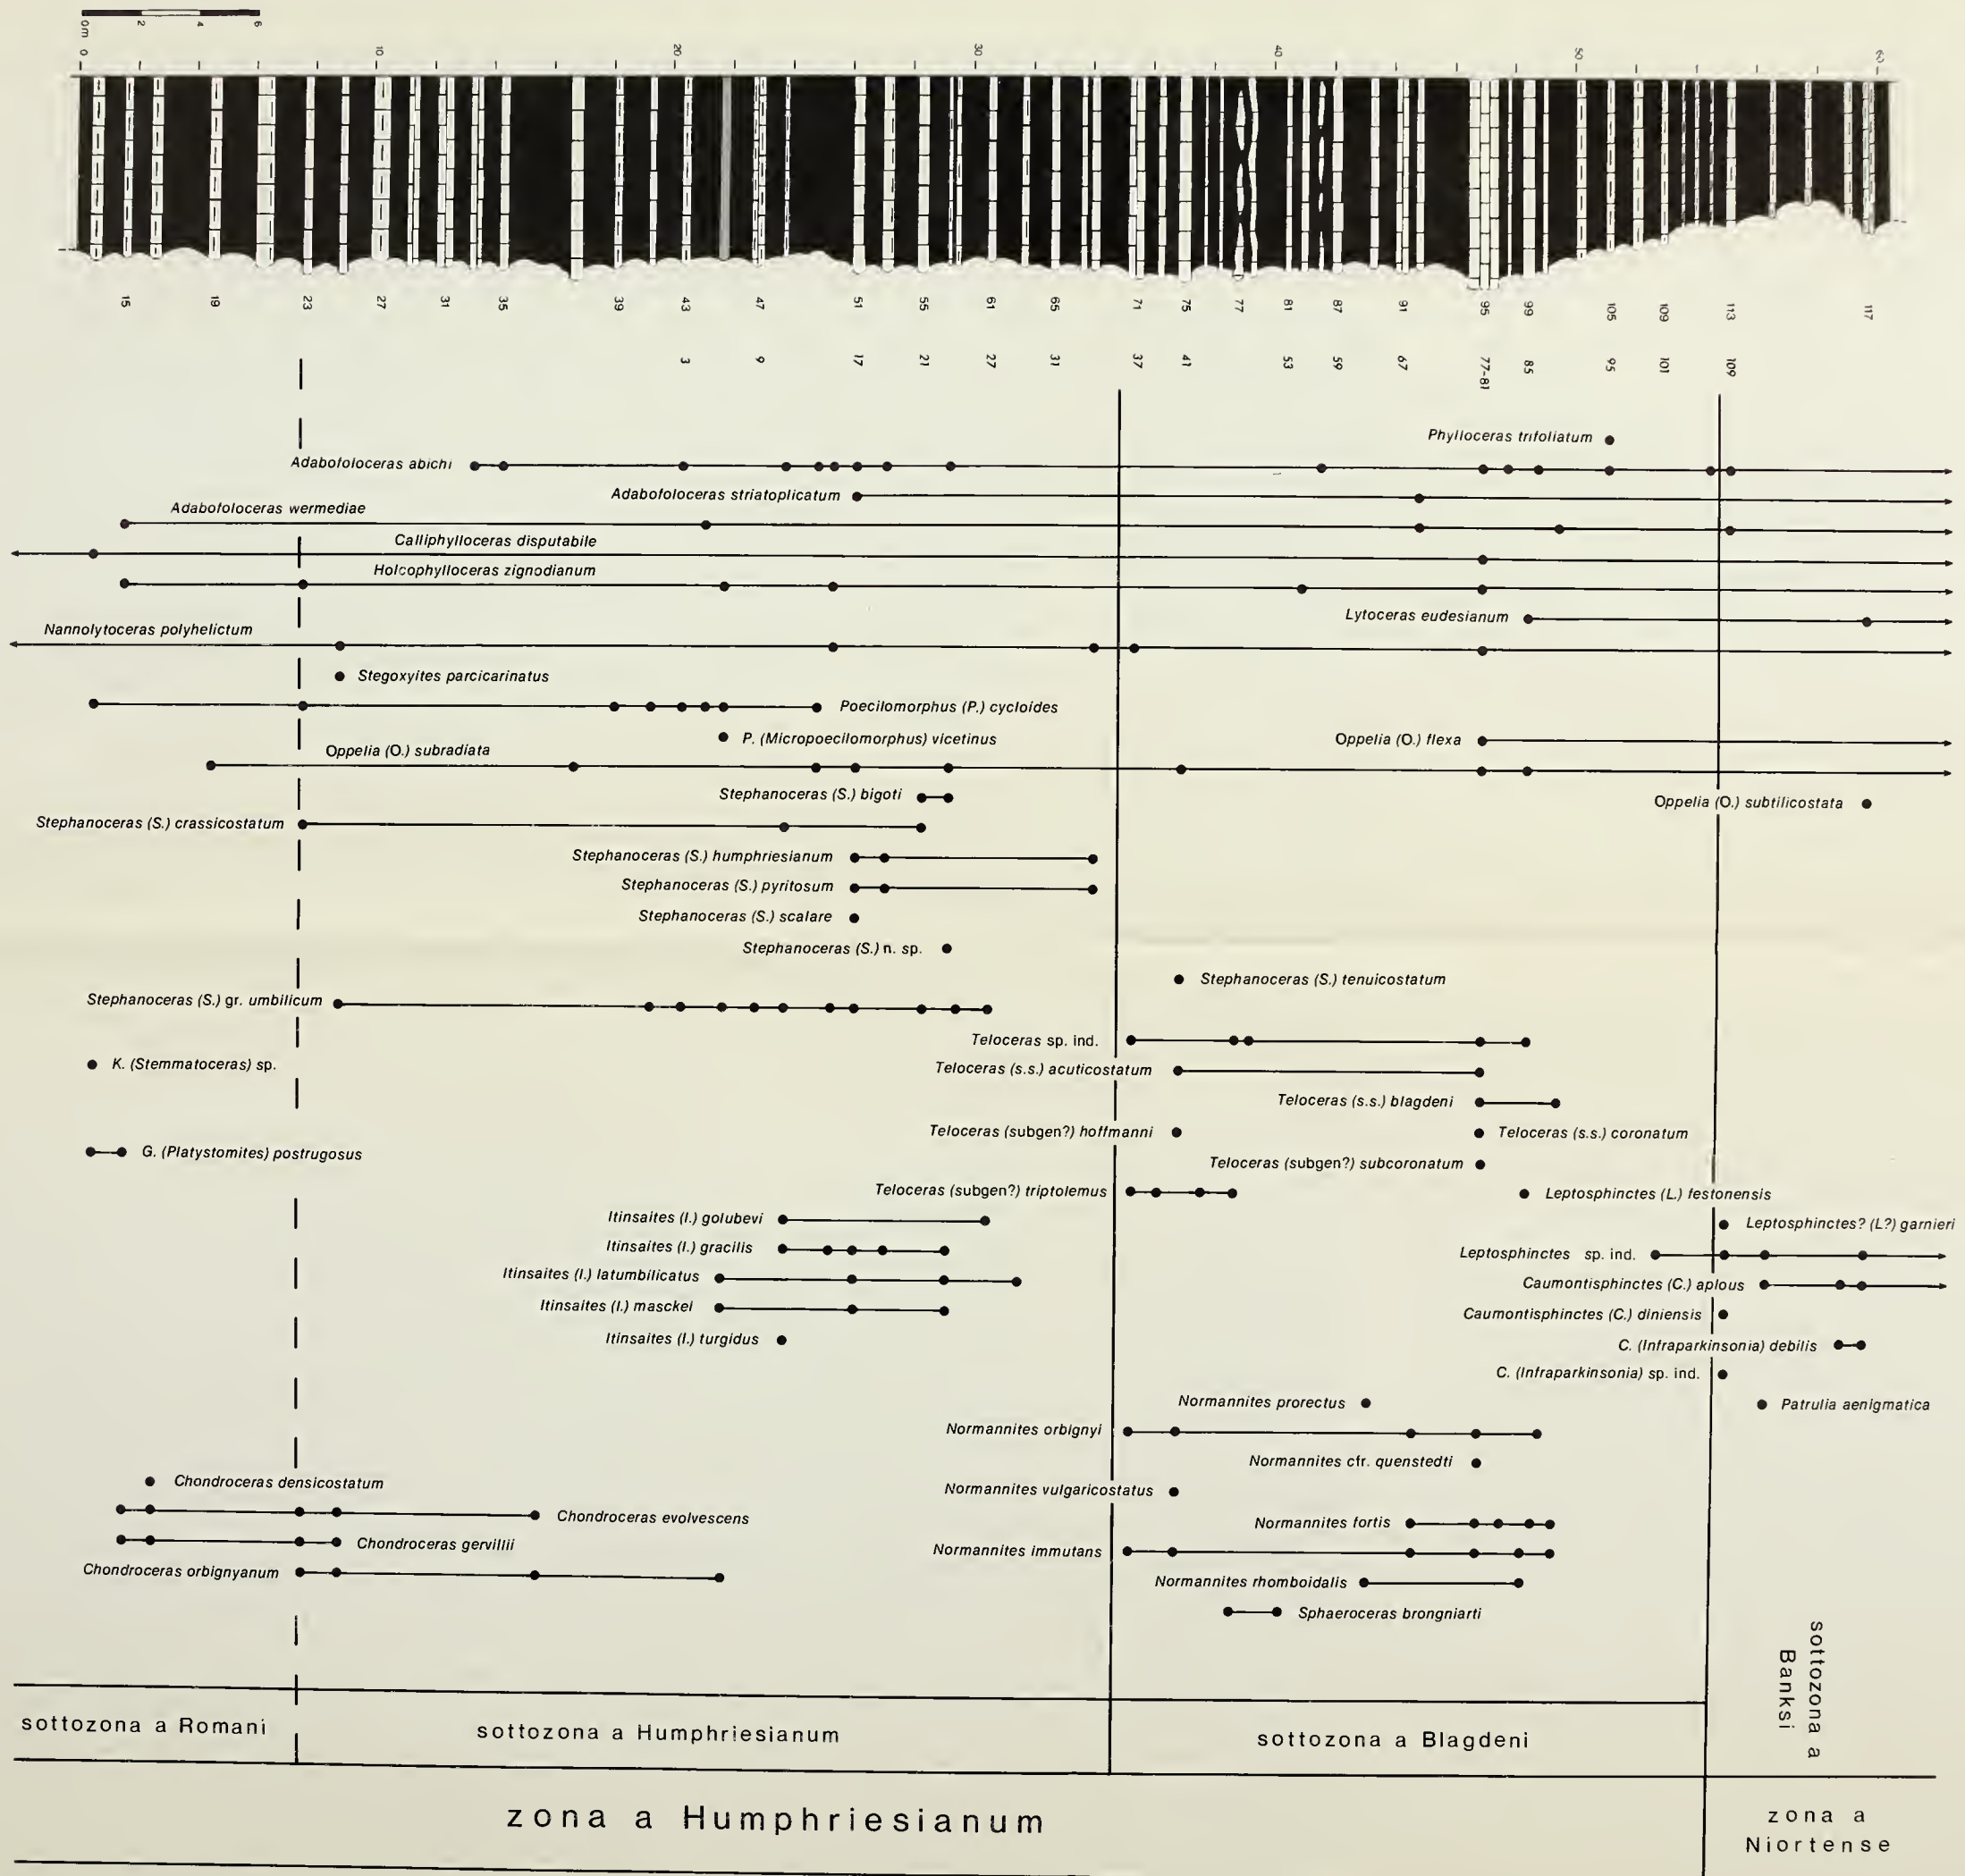 0m 2 4 6
0 10 20 30 40 50 60
15 19 23 27 31 35 39 43 47 51 55 61 65 71 75 77 81 87 91 95 99 105 109 113 117
3 9 17 21 27 31 37 41 53 59 67 77-81 85 95 101 109
Phylloceras trifoliatum
Adabofoloceras abichi
Adabofoloceras striatoplicatum
Adabofoloceras wermediae
Calliphylloceras disputabile
Holcophylloceras zignodianum
Lytoceras eudesianum
Nannolytoceras polyhelictum
Stegoxyites parcicarinatus
Poecilomorphus (P.) cycloides
P. (Micropoecilomorphus) vicetinus
Oppelia (O.) flexa
Oppelia (O.) subradiata
Stephanoceras (S.) bigoti
Oppelia (O.) subtilicostata
Stephanoceras (S.) crassicostatum
Stephanoceras (S.) humphriesianum
Stephanoceras (S.) pyritosum
Stephanoceras (S.) scalare
Stephanoceras (S.) n. sp.
Stephanoceras (S.) tenuicostatum
Stephanoceras (S.) gr. umbilicum
Teloceras sp. ind.
K. (Stemmatoceras) sp.
Teloceras (s.s.) acuticostatum
Teloceras (s.s.) blagdeni
Teloceras (subgen?) hoffmanni
Teloceras (s.s.) coronatum
G. (Platystomites) postrugosus
Teloceras (subgen?) subcoronatum
Teloceras (subgen?) triptolemus
Leptosphinctes (L.) festonensis
Itinsaites (I.) golubevi
Leptosphinctes? (L?) garnieri
Itinsaites (I.) gracilis
Leptosphinctes sp. ind.
Itinsaites (I.) latumbilicatus
Caumontisphinctes (C.) aplous
Itinsaites (I.) masckei
Caumontisphinctes (C.) diniensis
Itinsaites (I.) turgidus
C. (Infraparkinsonia) debilis
C. (Infraparkinsonia) sp. ind.
Normannites prorectus
Patrulia aenigmatica
Normannites orbignyi
Normannites cfr. quenstedti
Chondroceras densicostatum
Normannites vulgaricostatus
Chondroceras evolvescens
Normannites fortis
Chondroceras gervillii
Normannites immutans
Chondroceras orbignyanum
Normannites rhomboidalis
Sphaeroceras brongniarti
sottozona a Romani
sottozona a Humphriesianum
sottozona a Blagdeni
sottozona a
Banksi
zona a Humphriesianum
zona a
Niortense